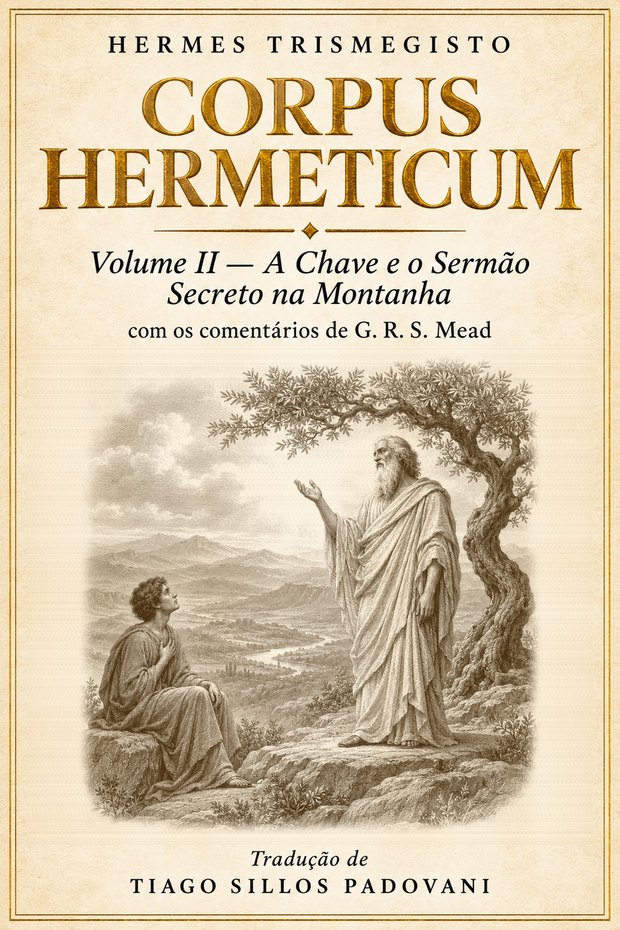 HERMES TRISMEGISTO
CORPUS
HERMETICUM
Volume II — A Chave e o Sermão
Secreto na Montanha
com os comentários de G. R. S. Mead
Tradução de
TIAGO SILLOS PADOVANI